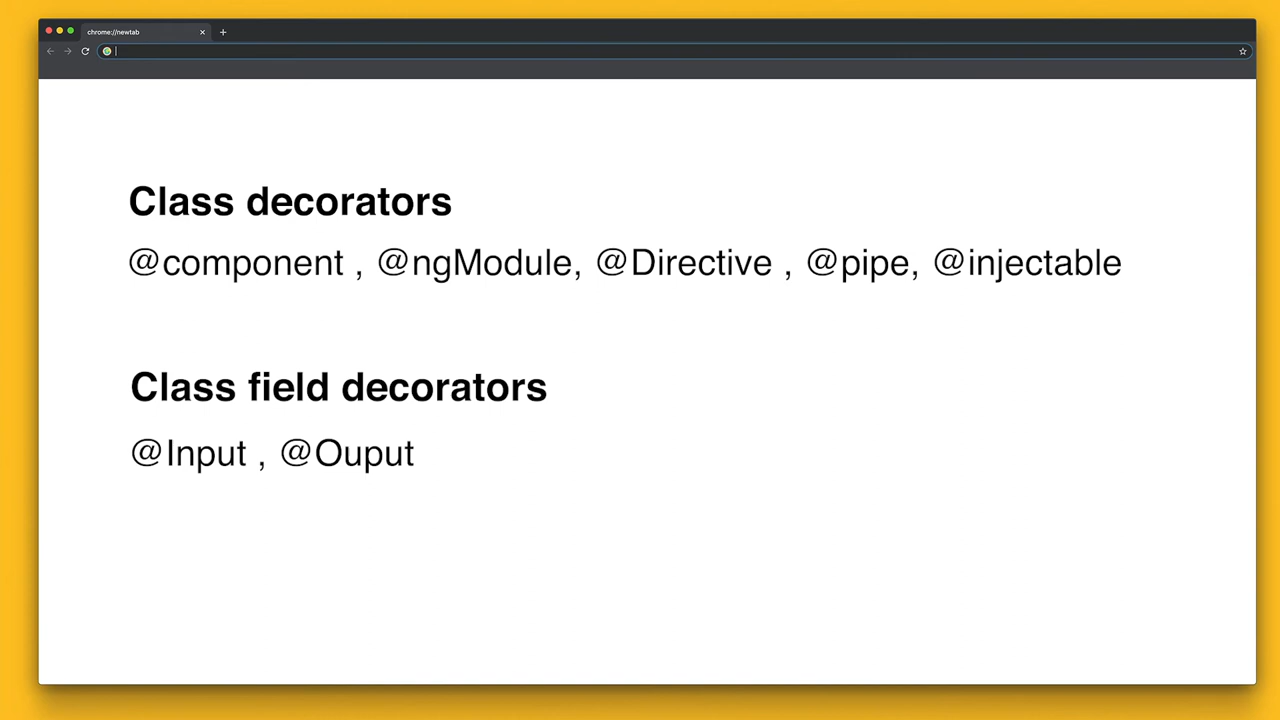 chrome://newtab
Class decorators
@component , @ngModule, @Directive , @pipe, @injectable
Class field decorators
@Input , @Ouput